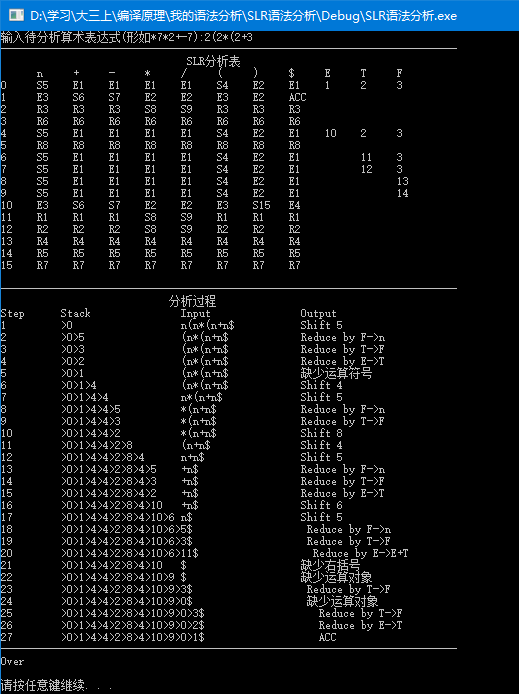 D:\学习\大三上\编译原理\我的语法分析\SLR语法分析\Debug\SLR语法分析.exe
输入待分析算术表达式(形如*7*2+-7):2(2*(2+3
SLR分析表
n + - * / ( ) $ E T F
0 S5 E1 E1 E1 E1 S4 E2 E1 1 2 3
1 E3 S6 S7 E2 E2 E3 E2 ACC
2 R3 R3 R3 S8 S9 R3 R3 R3
3 R6 R6 R6 R6 R6 R6 R6 R6
4 S5 E1 E1 E1 E1 S4 E2 E1 10 2 3
5 R8 R8 R8 R8 R8 R8 R8 R8
6 S5 E1 E1 E1 E1 S4 E2 E1 11 3
7 S5 E1 E1 E1 E1 S4 E2 E1 12 3
8 S5 E1 E1 E1 E1 S4 E2 E1 13
9 S5 E1 E1 E1 E1 S4 E2 E1 14
10 E3 S6 S7 E2 E2 E3 S15 E4
11 R1 R1 R1 S8 S9 R1 R1 R1
12 R2 R2 R2 S8 S9 R2 R2 R2
13 R4 R4 R4 R4 R4 R4 R4 R4
14 R5 R5 R5 R5 R5 R5 R5 R5
15 R7 R7 R7 R7 R7 R7 R7 R7
分析过程
Step Stack Input Output
1 >0 n(n*(n+n$ Shift 5
2 >0>5 (n*(n+n$ Reduce by F->n
3 >0>3 (n*(n+n$ Reduce by T->F
4 >0>2 (n*(n+n$ Reduce by E->T
5 >0>1 (n*(n+n$ 缺少运算符号
6 >0>1>4 (n*(n+n$ Shift 4
7 >0>1>4>4 n*(n+n$ Shift 5
8 >0>1>4>4>5 *(n+n$ Reduce by F->n
9 >0>1>4>4>3 *(n+n$ Reduce by T->F
10 >0>1>4>4>2 *(n+n$ Shift 8
11 >0>1>4>4>2>8 (n+n$ Shift 4
12 >0>1>4>4>2>8>4 n+n$ Shift 5
13 >0>1>4>4>2>8>4>5 +n$ Reduce by F->n
14 >0>1>4>4>2>8>4>3 +n$ Reduce by T->F
15 >0>1>4>4>2>8>4>2 +n$ Reduce by E->T
16 >0>1>4>4>2>8>4>10 +n$ Shift 6
17 >0>1>4>4>2>8>4>10>6 n$ Shift 5
18 >0>1>4>4>2>8>4>10>6>5$ Reduce by F->n
19 >0>1>4>4>2>8>4>10>6>3$ Reduce by T->F
20 >0>1>4>4>2>8>4>10>6>11$ Reduce by E->E+T
21 >0>1>4>4>2>8>4>10 $ 缺少右括号
22 >0>1>4>4>2>8>4>10>9 $ 缺少运算对象
23 >0>1>4>4>2>8>4>10>9>3$ Reduce by T->F
24 >0>1>4>4>2>8>4>10>9>0$ 缺少运算对象
25 >0>1>4>4>2>8>4>10>9>0>3$ Reduce by T->F
26 >0>1>4>4>2>8>4>10>9>0>2$ Reduce by E->T
27 >0>1>4>4>2>8>4>10>9>0>1$ ACC
Over
请按任意键继续. . .